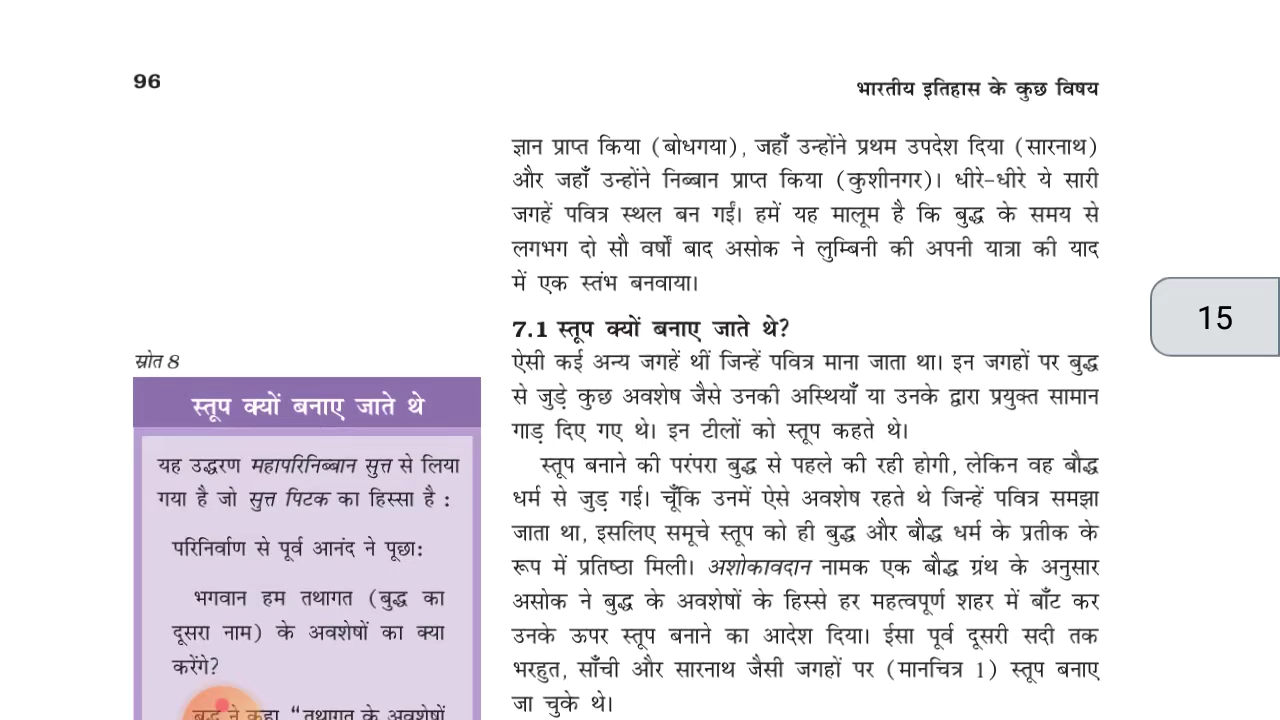 96
भारतीय इतिहास के कुछ विषय
ज्ञान प्राप्त किया (बोधगया), जहाँ उन्होंने प्रथम उपदेश दिया (सारनाथ)
और जहाँ उन्होंने निब्बान प्राप्त किया (कुशीनगर)। धीरे-धीरे ये सारी
जगहें पवित्र स्थल बन गईं। हमें यह मालूम है कि बुद्ध के समय से
लगभग दो सौ वर्षों बाद असोक ने लुम्बिनी की अपनी यात्रा की याद
में एक स्तंभ बनवाया।
7.1 स्तूप क्यों बनाए जाते थे?
ऐसी कई अन्य जगहें थीं जिन्हें पवित्र माना जाता था। इन जगहों पर बुद्ध
से जुड़े कुछ अवशेष जैसे उनकी अस्थियाँ या उनके द्वारा प्रयुक्त सामान
गाड़ दिए गए थे। इन टीलों को स्तूप कहते थे।
स्तूप बनाने की परंपरा बुद्ध से पहले की रही होगी, लेकिन वह बौद्ध
धर्म से जुड़ गई। चूँकि उनमें ऐसे अवशेष रहते थे जिन्हें पवित्र समझा
जाता था, इसलिए समूचे स्तूप को ही बुद्ध और बौद्ध धर्म के प्रतीक के
रूप में प्रतिष्ठा मिली। अशोकावदान नामक एक बौद्ध ग्रंथ के अनुसार
असोक ने बुद्ध के अवशेषों के हिस्से हर महत्वपूर्ण शहर में बाँट कर
उनके ऊपर स्तूप बनाने का आदेश दिया। ईसा पूर्व दूसरी सदी तक
भरहुत, साँची और सारनाथ जैसी जगहों पर (मानचित्र 1) स्तूप बनाए
जा चुके थे।
स्रोत 8
स्तूप क्यों बनाए जाते थे
यह उद्धरण महापरिनिब्बान सुत्त से लिया
गया है जो सुत्त पिटक का हिस्सा है :
परिनिर्वाण से पूर्व आनंद ने पूछा:
भगवान हम तथागत (बुद्ध का
दूसरा नाम) के अवशेषों का क्या
करेंगे?
बुद्ध ने कहा "तथागत के अवशेषों
15